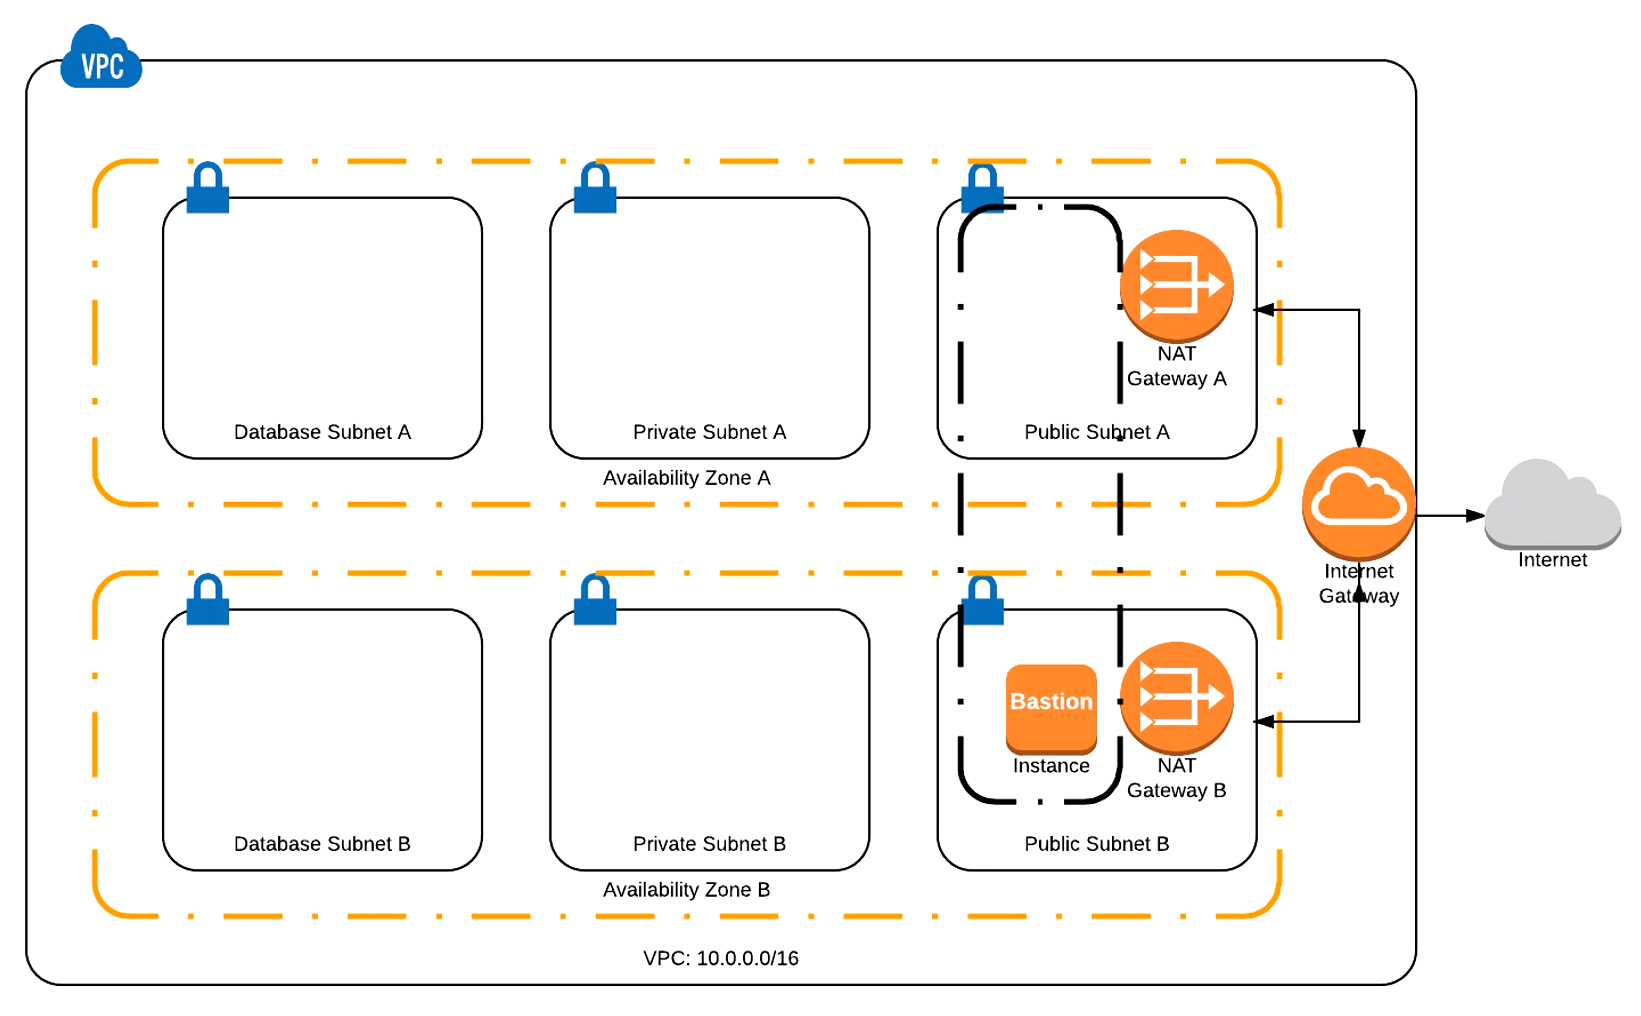 VPC
NAT
Gateway A
Database Subnet A
Private Subnet A
Public Subnet A
Availability Zone A
Internet
Gateway
Internet
Bastion
Instance
NAT
Gateway B
Database Subnet B
Private Subnet B
Public Subnet B
Availability Zone B
VPC: 10.0.0.0/16